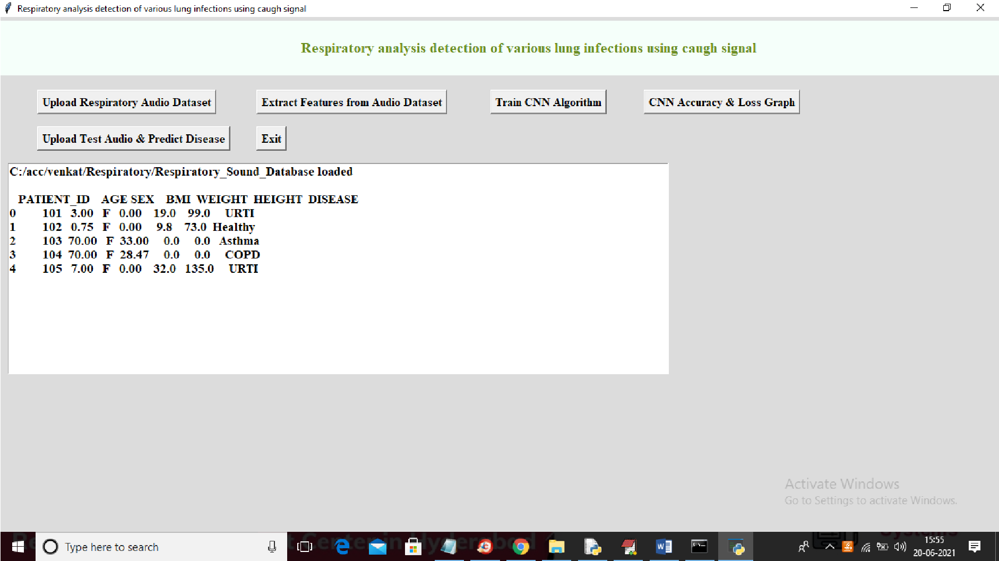 Respiratory analysis detection of various lung infections using caugh signal
Respiratory analysis detection of various lung infections using caugh signal
Upload Respiratory Audio Dataset Extract Features from Audio Dataset Train CNN Algorithm CNN Accuracy & Loss Graph
Upload Test Audio & Predict Disease Exit
C:/acc/venkat/Respiratory/Respiratory_Sound_Database loaded
PATIENT_ID AGE SEX BMI WEIGHT HEIGHT DISEASE
0 101 3.00 F 0.00 19.0 99.0 URTI
1 102 0.75 F 0.00 9.8 73.0 Healthy
2 103 70.00 F 33.00 0.0 0.0 Asthma
3 104 70.00 F 28.47 0.0 0.0 COPD
4 105 7.00 F 0.00 32.0 135.0 URTI
Activate Windows
Go to Settings to activate Windows.
Type here to search
15:55
20-06-2021